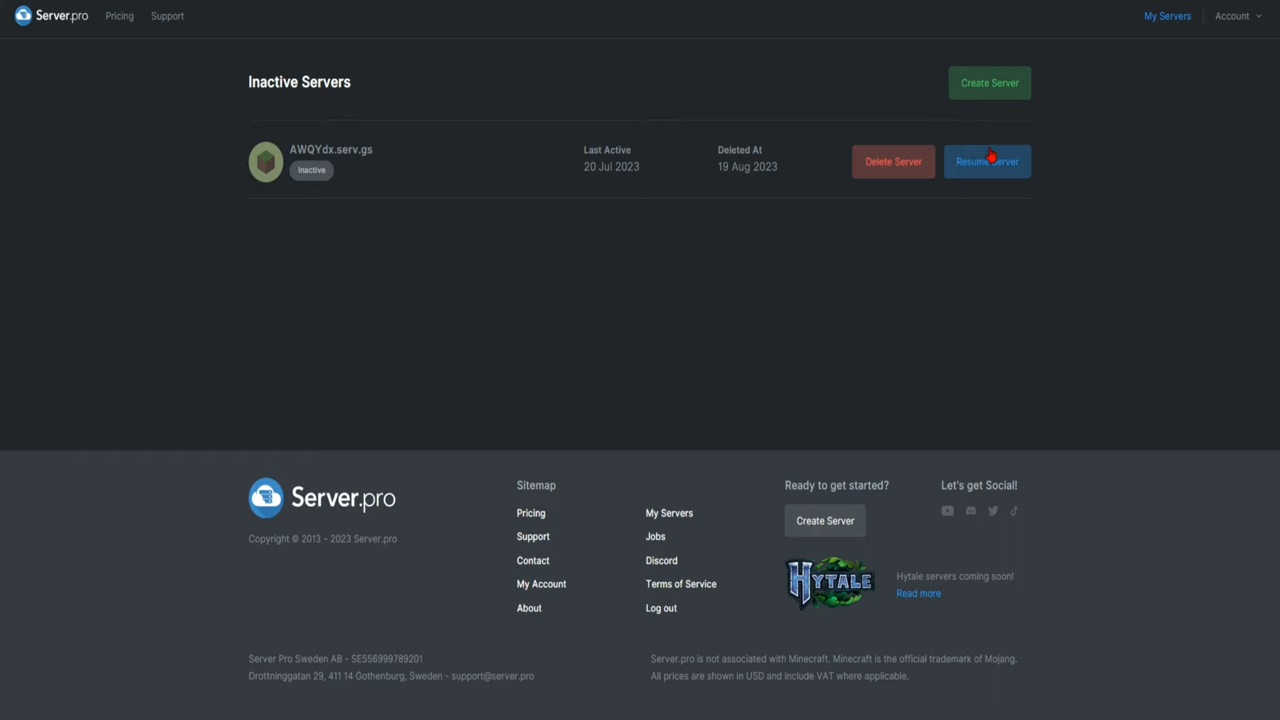 Server.pro Pricing Support My Servers Account
Inactive Servers
Create Server
AWQYdx.serv.gs
Inactive
Last Active
20 Jul 2023
Deleted At
19 Aug 2023
Delete Server
Resume Server
Server.pro
Copyright © 2013 – 2023 Server.pro
Sitemap
Pricing
Support
Contact
My Account
About
My Servers
Jobs
Discord
Terms of Service
Log out
Ready to get started?
Create Server
HYTALE
Hytale servers coming soon!
Read more
Let's get Social!
Server Pro Sweden AB - SE556999789201
Drottninggatan 29, 411 14 Gothenburg, Sweden - support@server.pro
Server.pro is not associated with Minecraft. Minecraft is the official trademark of Mojang.
All prices are shown in USD and include VAT where applicable.